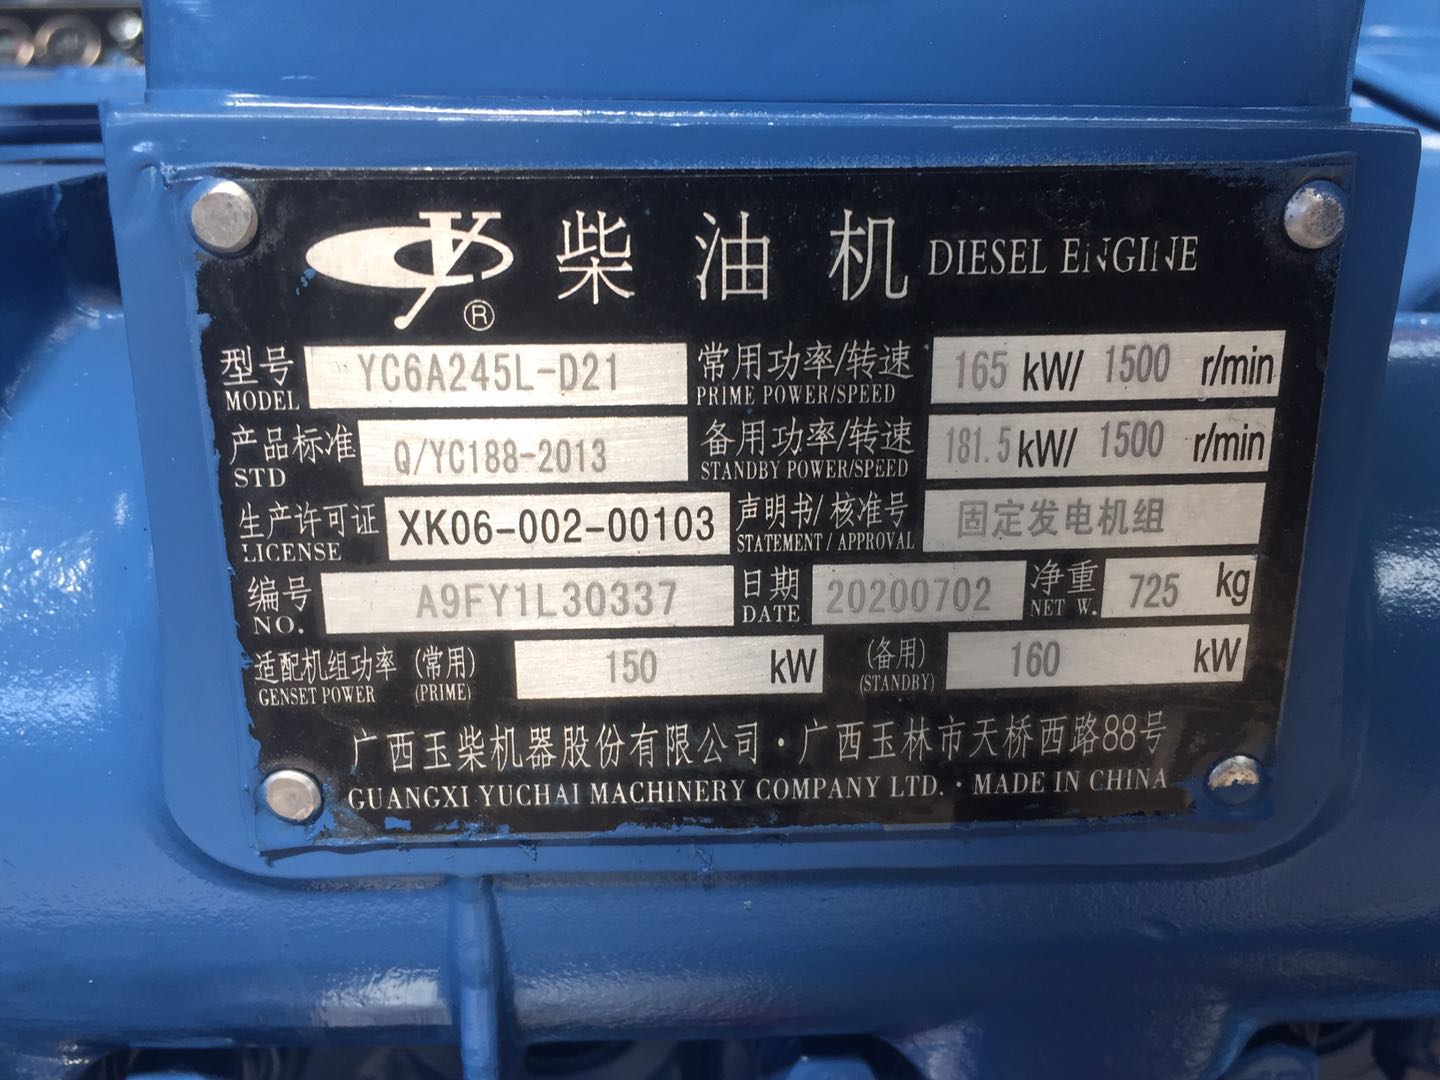 柴油机 DIESEL ENGINE
®
型号 YC6A245L-D21 常用功率/转速 165 kW/ 1500 r/min
MODEL PRIME POWER/SPEED
产品标准 Q/YC188-2013 备用功率/转速 181.5 kW/ 1500 r/min
STD STANDBY POWER/SPEED
生产许可证 XK06-002-00103 声明书/核准号 固定发电机组
LICENSE STATEMENT / APPROVAL
编号 A9FY1L30337 日期 20200702 净重 725 kg
NO. DATE NET W.
适配机组功率 (常用) 150 kW (备用) 160 kW
GENSET POWER (PRIME) (STANDBY)
广西玉柴机器股份有限公司·广西玉林市天桥西路88号
GUANGXI YUCHAI MACHINERY COMPANY LTD. · MADE IN CHINA